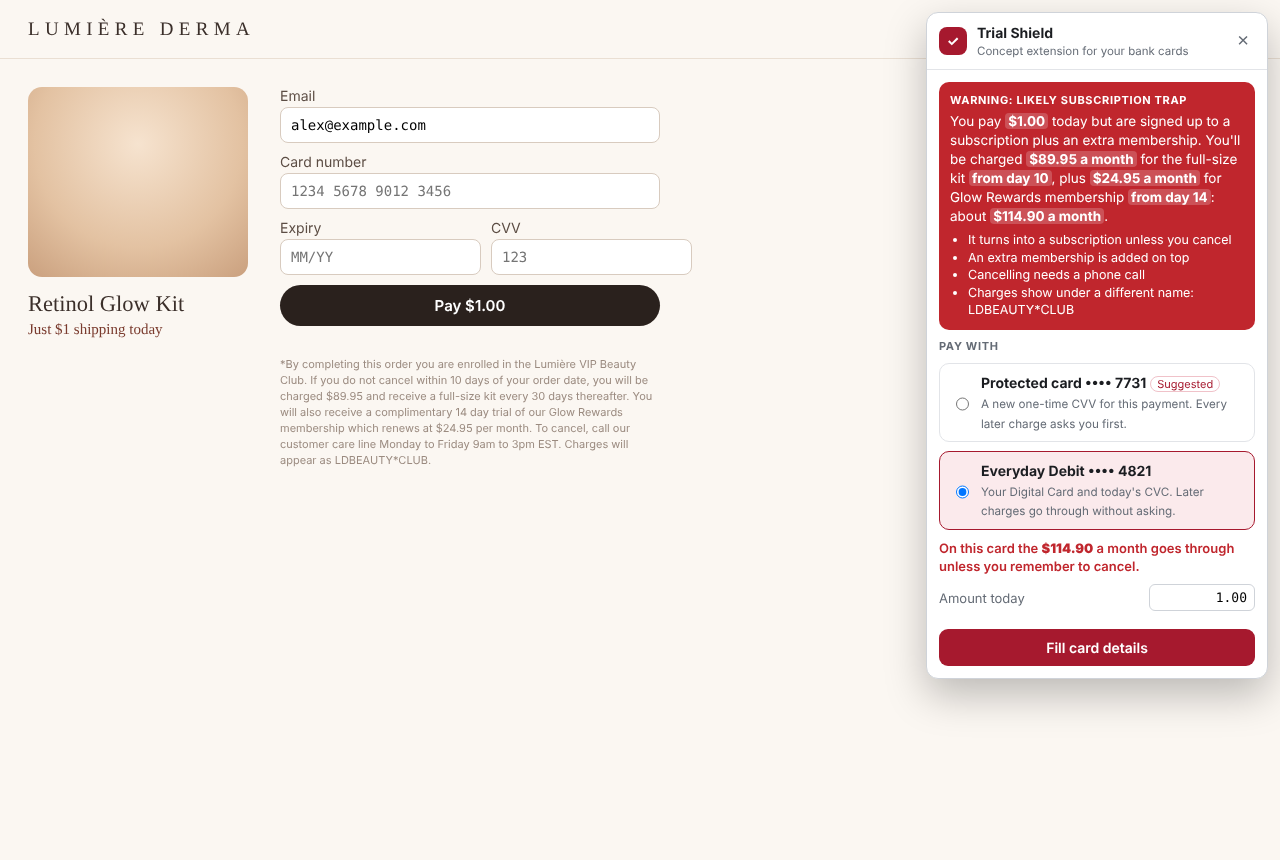 LUMIÈRE DERMA
Retinol Glow Kit
Just $1 shipping today
Email
alex@example.com
Card number
1234 5678 9012 3456
Expiry
CVV
MM/YY
123
Pay $1.00
*By completing this order you are enrolled in the Lumière VIP Beauty
Club. If you do not cancel within 10 days of your order date, you will be
charged $89.95 and receive a full-size kit every 30 days thereafter. You
will also receive a complimentary 14 day trial of our Glow Rewards
membership which renews at $24.95 per month. To cancel, call our
customer care line Monday to Friday 9am to 3pm EST. Charges will
appear as LDBEAUTY*CLUB.
Trial Shield
Concept extension for your bank cards
WARNING: LIKELY SUBSCRIPTION TRAP
You pay $1.00 today but are signed up to a
subscription plus an extra membership. You'll
be charged $89.95 a month for the full-size
kit from day 10, plus $24.95 a month for
Glow Rewards membership from day 14:
about $114.90 a month.
• It turns into a subscription unless you cancel
• An extra membership is added on top
• Cancelling needs a phone call
• Charges show under a different name:
LDBEAUTY*CLUB
PAY WITH
Protected card •••• 7731 Suggested
A new one-time CVV for this payment. Every
later charge asks you first.
Everyday Debit •••• 4821
Your Digital Card and today's CVC. Later
charges go through without asking.
On this card the $114.90 a month goes through
unless you remember to cancel.
Amount today
1.00
Fill card details